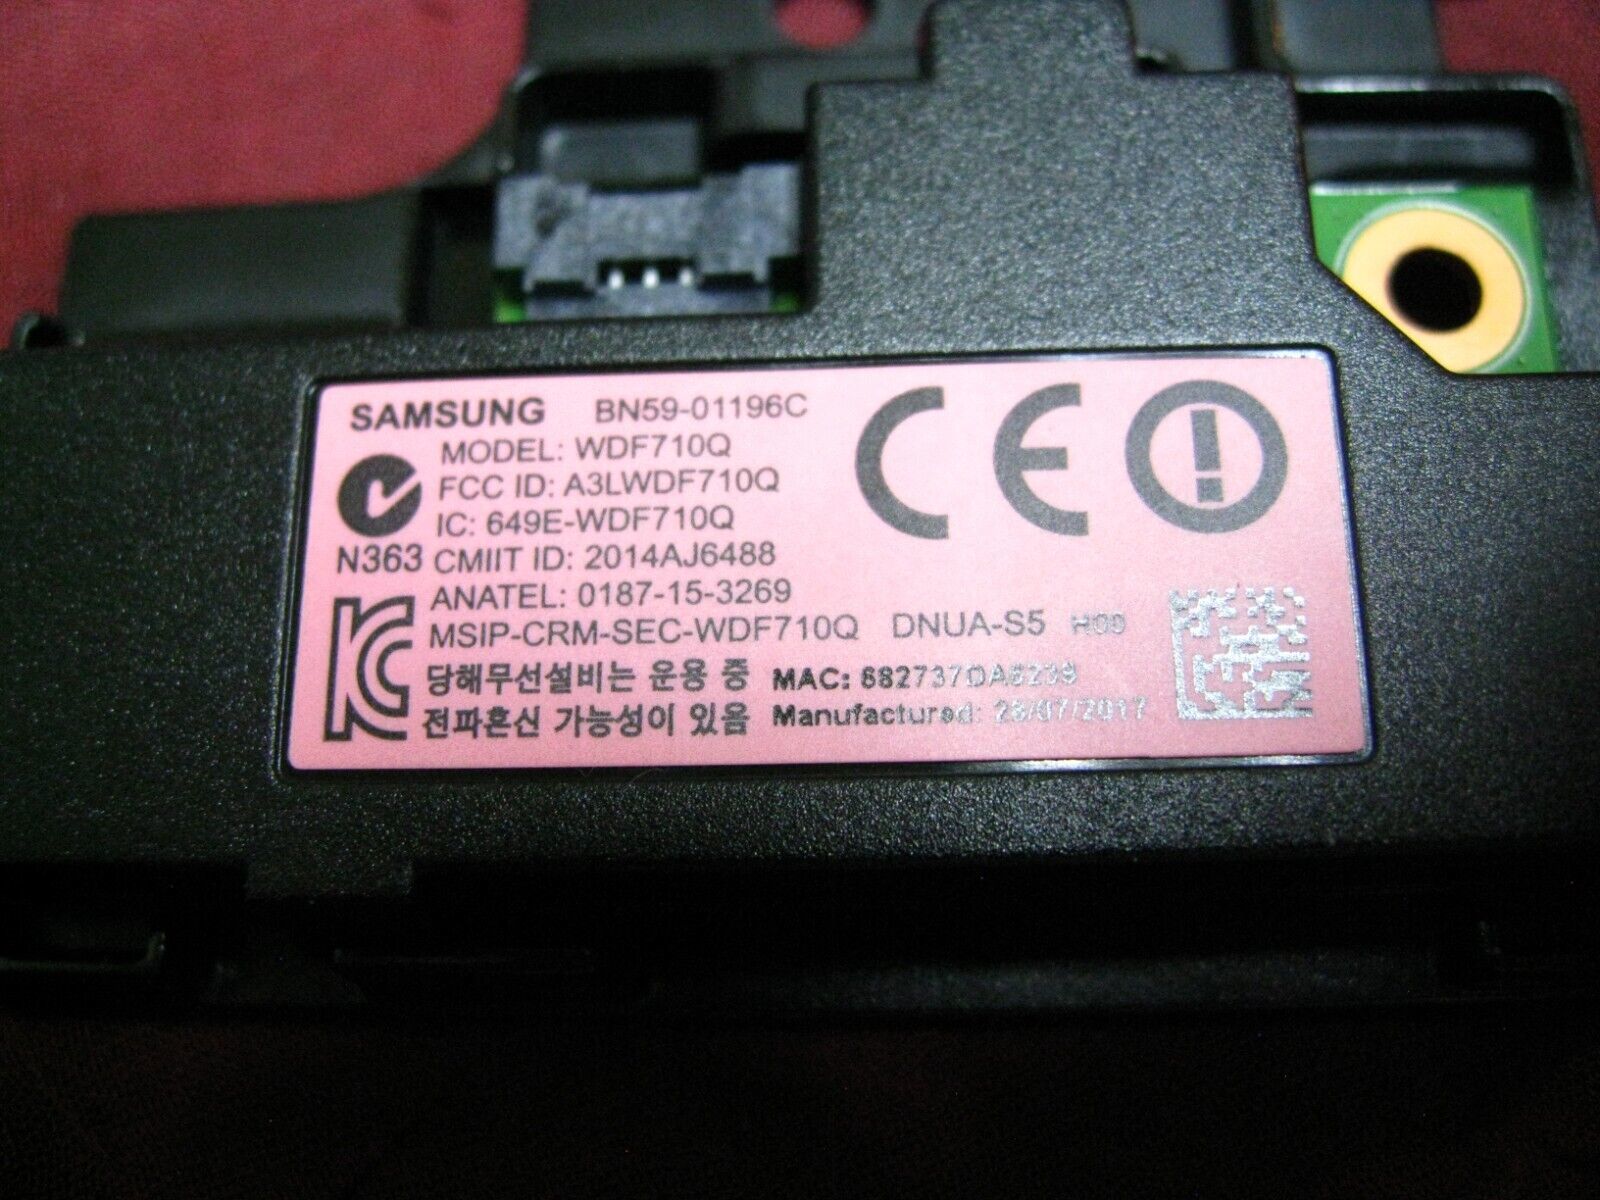 SAMSUNG BN59-01196C
MODEL: WDF710Q
FCC ID: A3LWDF710Q
IC: 649E-WDF710Q
N363 CMIIT ID: 2014AJ6488
ANATEL: 0187-15-3269
MSIP-CRM-SEC-WDF710Q DNUA-S5 H00
당해무선설비는 운용 중 MAC:
전파혼신 가능성이 있음 Manufactured: 28/07/2017
CE